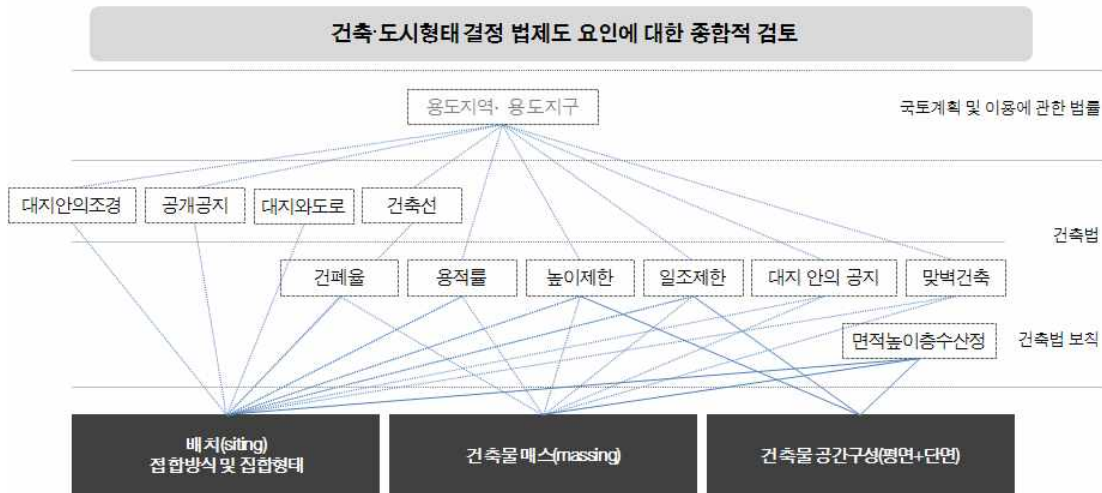 건축·도시형태 결정 법제도 요인에 대한 종합적 검토
용도지역· 용도지구
국토계획 및 이용에 관한 법률
대지안의조경
공개공지
대지와도로
건축선
건축법
건폐율
용적률
높이제한
일조제한
대지 안의 공지
맞벽건축
면적높이층수산정
건축법 보칙
배치(siting)
접합방식 및 집합형태
건축물 매스(massing)
건축물 공간구성(평면+단면)